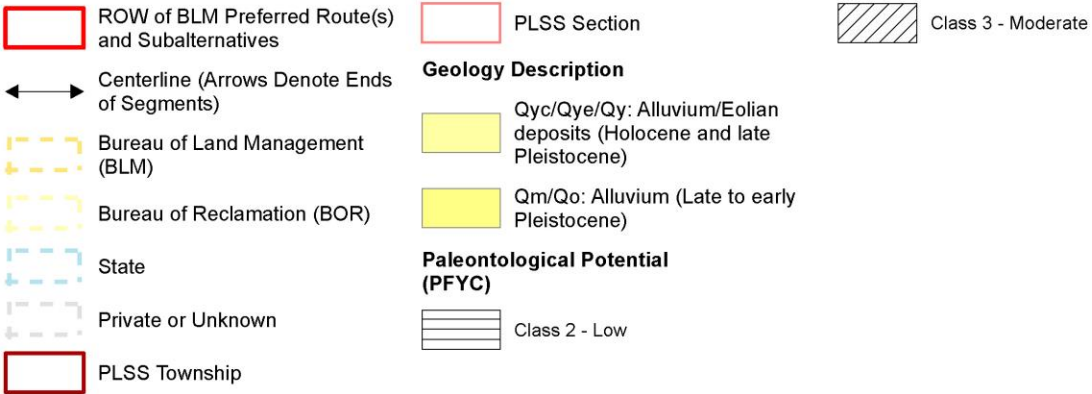 ROW of BLM Preferred Route(s)
and Subalternatives
Centerline (Arrows Denote Ends
of Segments)
Bureau of Land Management
(BLM)
Bureau of Reclamation (BOR)
State
Private or Unknown
PLSS Township
PLSS Section
Geology Description
Qyc/Qye/Qy: Alluvium/Eolian
deposits (Holocene and late
Pleistocene)
Qm/Qo: Alluvium (Late to early
Pleistocene)
Paleontological Potential
(PFYC)
Class 2 - Low
Class 3 - Moderate